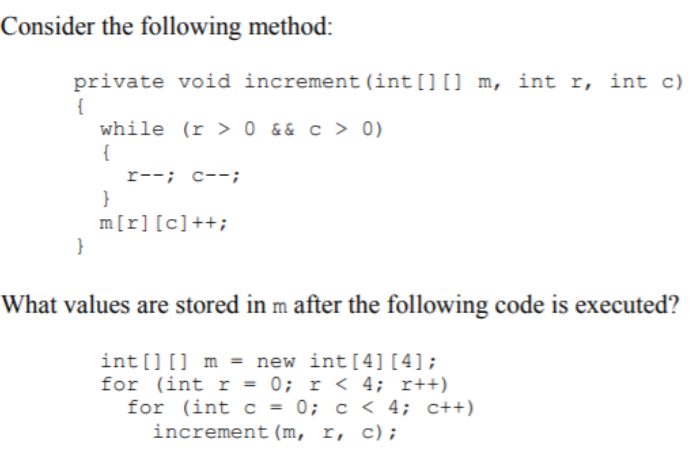 Consider the following method:
private void increment(int[][] m, int r, int c)
{
while (r > 0 && c > 0)
{
r--; c--;
}
m[r][c]++;
}
What values are stored in m after the following code is executed?
int[][] m = new int[4][4];
for (int r = 0; r < 4; r++)
for (int c = 0; c < 4; c++)
increment(m, r, c);